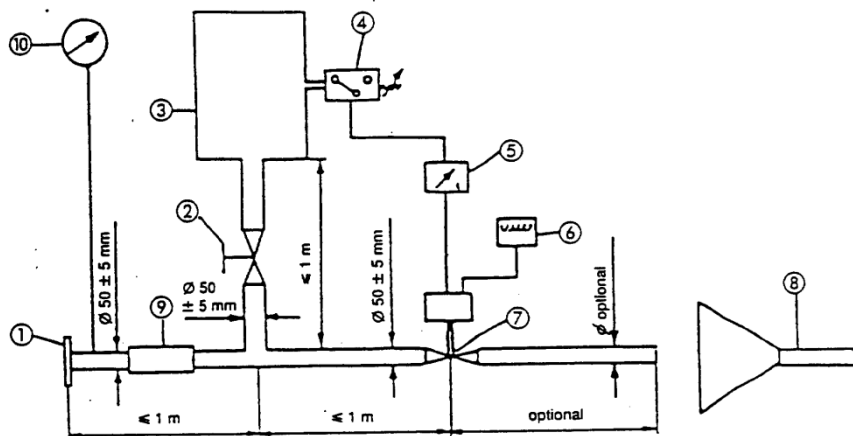 ⑩
④
③
⑤
②
⑥
Ø 50 ± 5 mm
≤ 1 m
Ø 50 ± 5 mm
Ø 50
± 5 mm
ø optional
⑨
⑦
⑧
①
≤ 1 m
≤ 1 m
optional